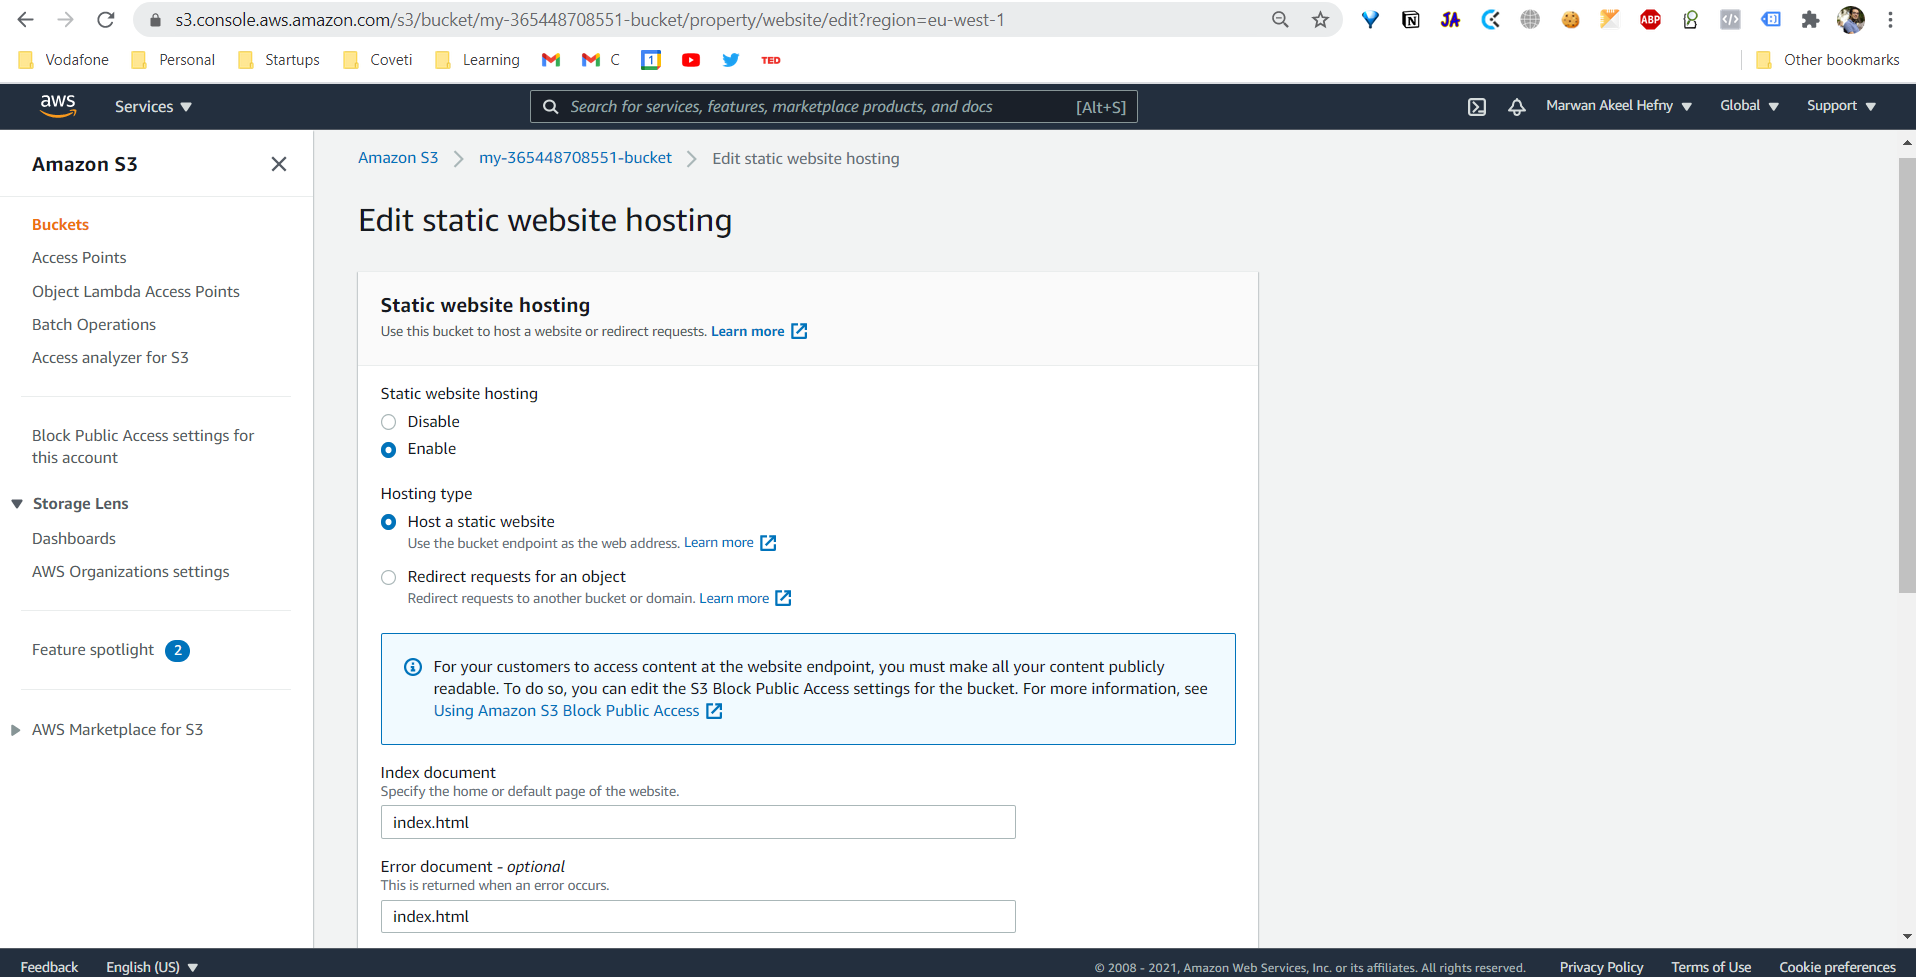 s3.console.aws.amazon.com/s3/bucket/my-365448708551-bucket/property/website/edit?region=eu-west-1
JA
ABP
Vodafone Personal Startups Coveti Learning C 1 TED Other bookmarks
aws Services Search for services, features, marketplace products, and docs [Alt+S] Marwan Akeel Hefny Global Support
Amazon S3
Buckets
Access Points
Object Lambda Access Points
Batch Operations
Access analyzer for S3
Block Public Access settings for
this account
Storage Lens
Dashboards
AWS Organizations settings
Feature spotlight 2
AWS Marketplace for S3
Amazon S3 my-365448708551-bucket Edit static website hosting
Edit static website hosting
Static website hosting
Use this bucket to host a website or redirect requests. Learn more
Static website hosting
Disable
Enable
Hosting type
Host a static website
Use the bucket endpoint as the web address. Learn more
Redirect requests for an object
Redirect requests to another bucket or domain. Learn more
For your customers to access content at the website endpoint, you must make all your content publicly
readable. To do so, you can edit the S3 Block Public Access settings for the bucket. For more information, see
Using Amazon S3 Block Public Access
Index document
Specify the home or default page of the website.
index.html
Error document - optional
This is returned when an error occurs.
index.html
Feedback English (US) © 2008 - 2021, Amazon Web Services, Inc. or its affiliates. All rights reserved. Privacy Policy Terms of Use Cookie preferences